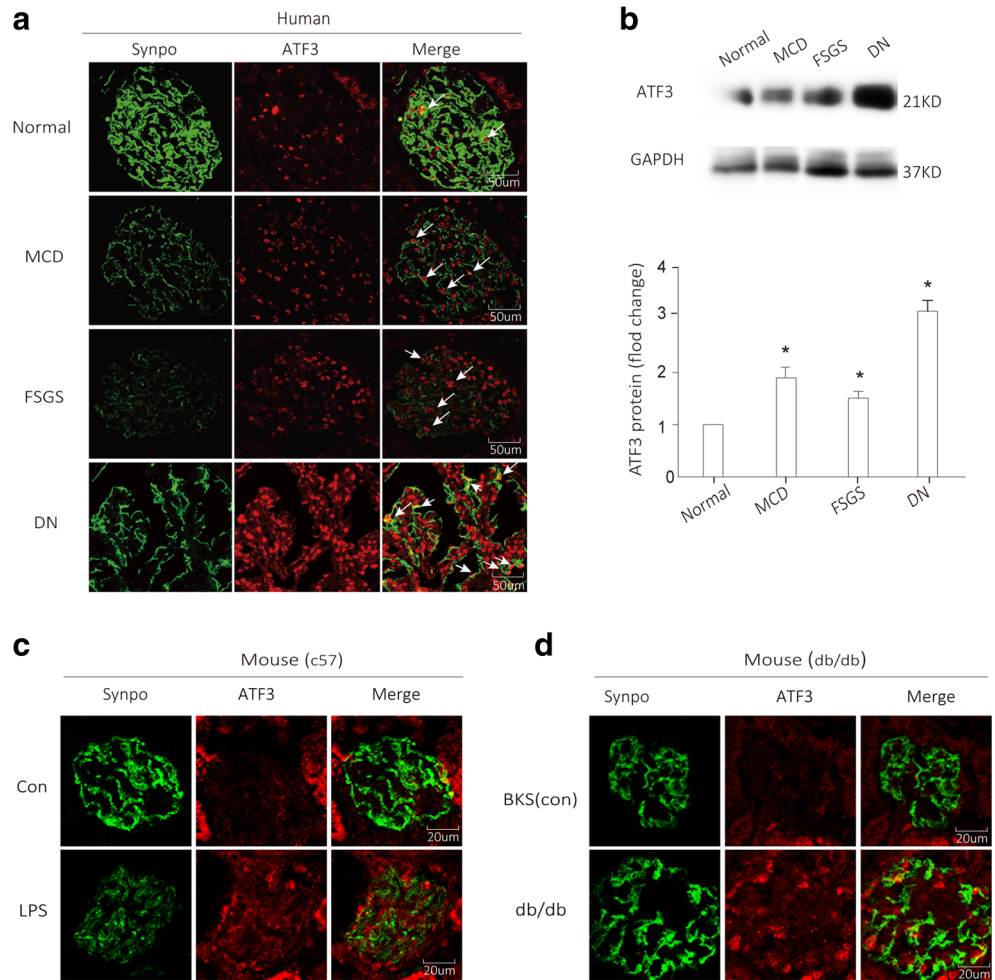 a
Human
Synpo ATF3 Merge
Normal
50um
MCD
50um
FSGS
50um
DN
50um
b
Normal MCD FSGS DN
ATF3 21KD
GAPDH 37KD
ATF3 protein (flod change)
4
3
2
1
0
* * *
Normal MCD FSGS DN
c
Mouse (c57)
Synpo ATF3 Merge
Con
20um
LPS
20um
d
Mouse (db/db)
Synpo ATF3 Merge
BKS(con)
20um
db/db
20um